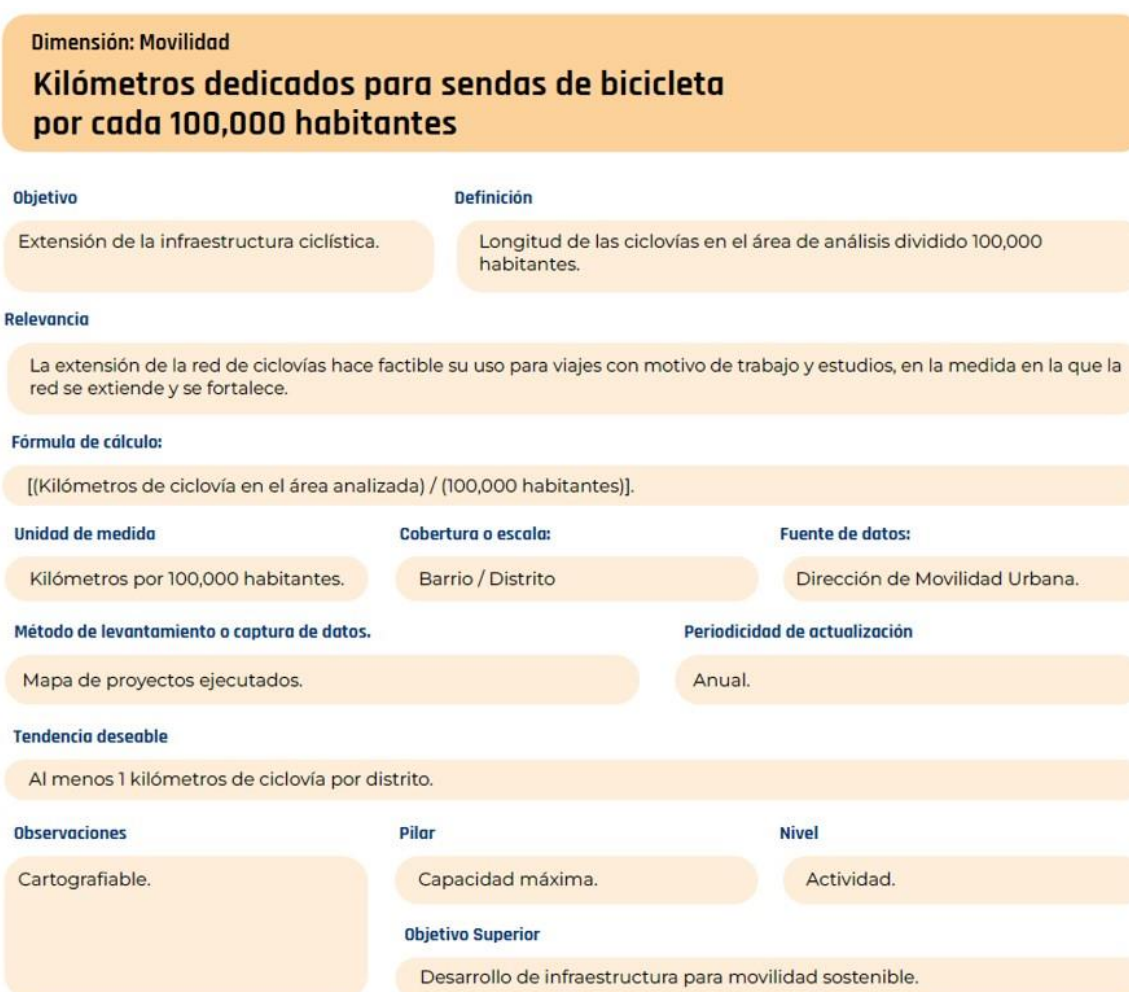 Dimensión: Movilidad
Kilómetros dedicados para sendas de bicicleta
por cada 100,000 habitantes
Objetivo
Extensión de la infraestructura ciclística.
Definición
Longitud de las ciclovías en el área de análisis dividido 100,000
habitantes.
Relevancia
La extensión de la red de ciclovías hace factible su uso para viajes con motivo de trabajo y estudios, en la medida en la que la
red se extiende y se fortalece.
Fórmula de cálculo:
[(Kilómetros de ciclovía en el área analizada) / (100,000 habitantes)].
Unidad de medida
Kilómetros por 100,000 habitantes.
Cobertura o escala:
Barrio / Distrito
Fuente de datos:
Dirección de Movilidad Urbana.
Método de levantamiento o captura de datos.
Mapa de proyectos ejecutados.
Periodicidad de actualización
Anual.
Tendencia deseable
Al menos 1 kilómetros de ciclovía por distrito.
Observaciones
Cartografiable.
Pilar
Capacidad máxima.
Nivel
Actividad.
Objetivo Superior
Desarrollo de infraestructura para movilidad sostenible.